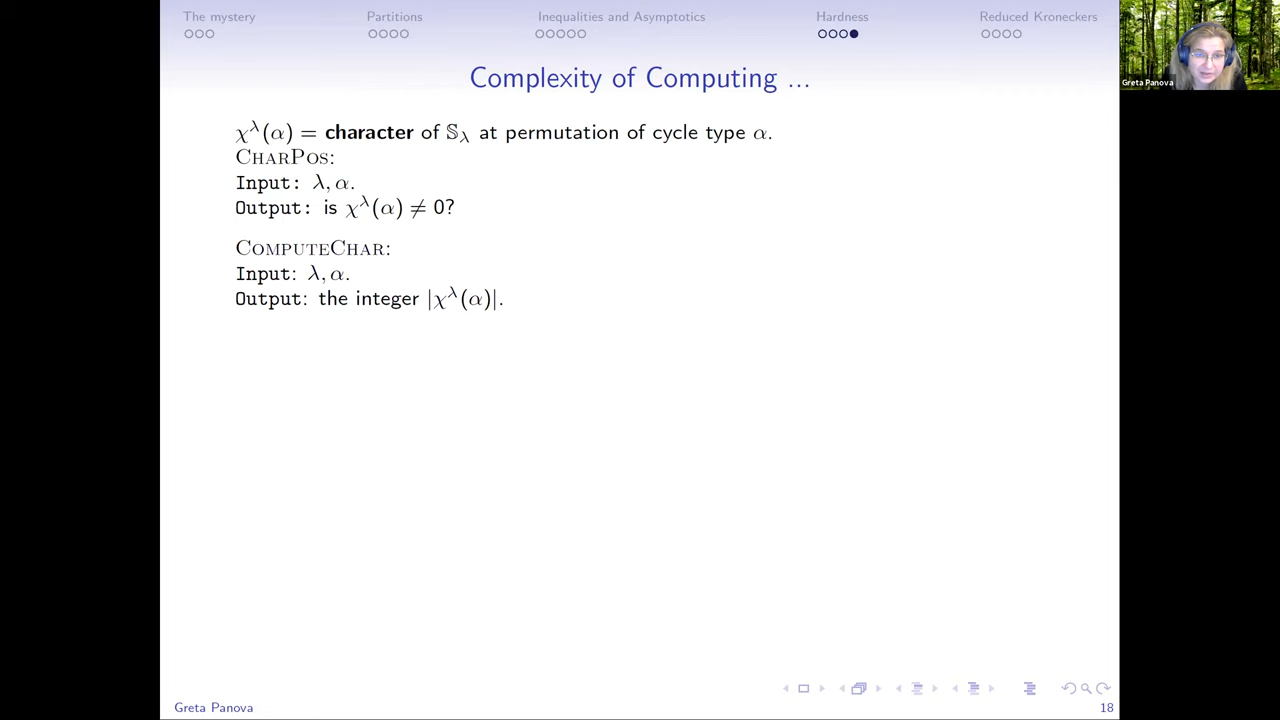 The mystery Partitions Inequalities and Asymptotics Hardness Reduced Kroneckers
Greta Panova
Complexity of Computing ...
χ^λ(α) = character of 𝕊_λ at permutation of cycle type α.
CharPos:
Input: λ, α.
Output: is χ^λ(α) ≠ 0?
ComputeChar:
Input: λ, α.
Output: the integer |χ^λ(α)|.
Greta Panova 18